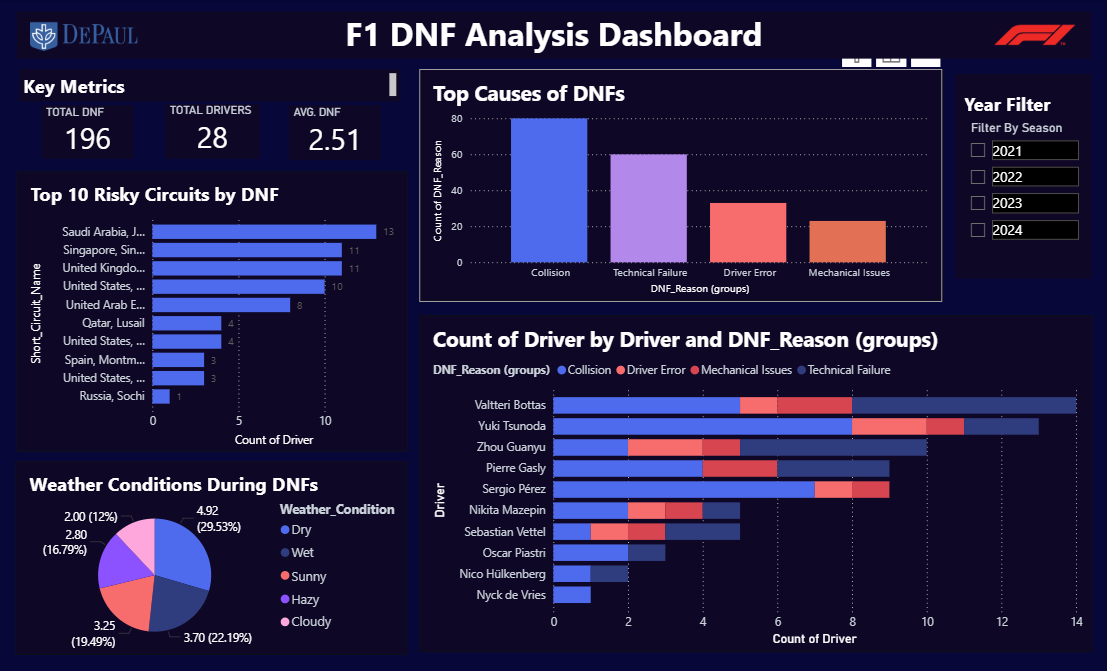 DEPAUL
F1 DNF Analysis Dashboard
Key Metrics
TOTAL DNF
196
TOTAL DRIVERS
28
AVG. DNF
2.51
Top 10 Risky Circuits by DNF
Short_Circuit_Name
Saudi Arabia, J... 13
Singapore, Sin... 11
United Kingdo... 11
United States, ... 10
United Arab E... 8
Qatar, Lusail 4
United States, ... 4
Spain, Montm... 3
United States, ... 3
Russia, Sochi 1
0 5 10
Count of Driver
Weather Conditions During DNFs
4.92
(29.53%)
3.70 (22.19%)
3.25
(19.49%)
2.80
(16.79%)
2.00 (12%)
Weather_Condition
Dry
Wet
Sunny
Hazy
Cloudy
Top Causes of DNFs
Count of DNF_Reason
80
60
40
20
0
Collision Technical Failure Driver Error Mechanical Issues
DNF_Reason (groups)
Year Filter
Filter By Season
2021
2022
2023
2024
Count of Driver by Driver and DNF_Reason (groups)
DNF_Reason (groups) Collision Driver Error Mechanical Issues Technical Failure
Driver
Valtteri Bottas
Yuki Tsunoda
Zhou Guanyu
Pierre Gasly
Sergio Pérez
Nikita Mazepin
Sebastian Vettel
Oscar Piastri
Nico Hülkenberg
Nyck de Vries
0 2 4 6 8 10 12 14
Count of Driver